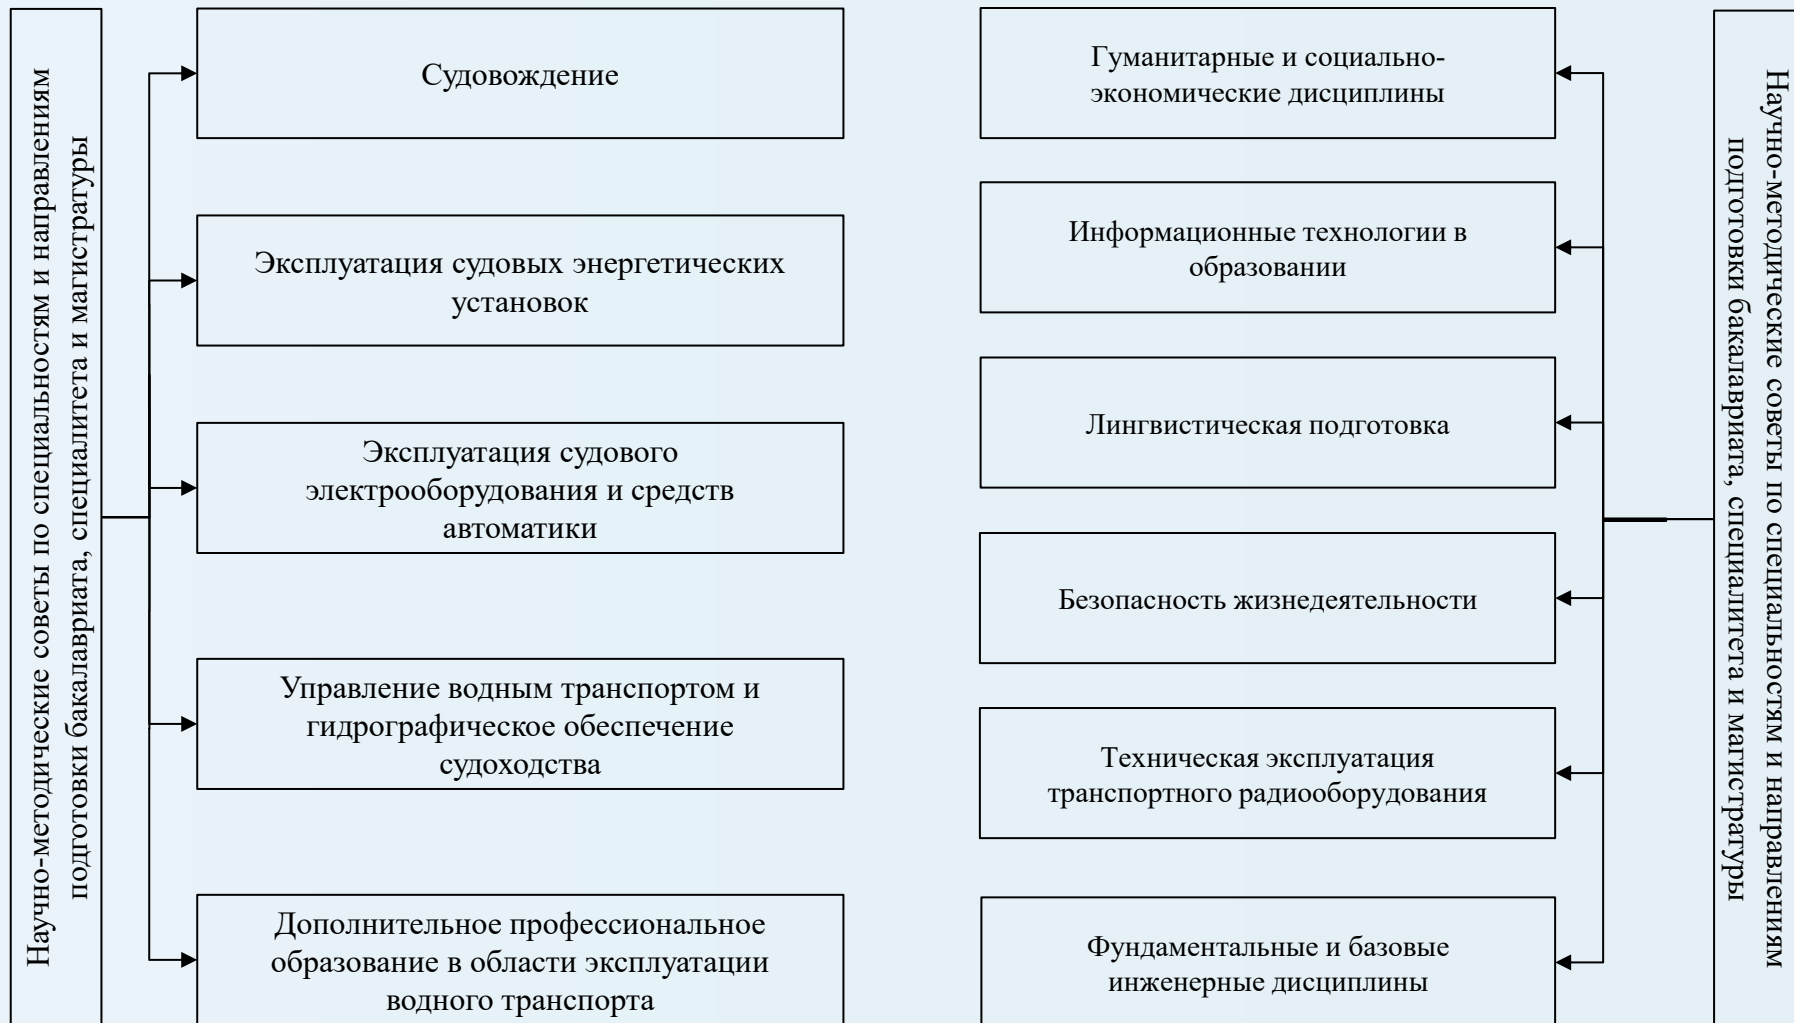 Научно-методические советы по специальностям и направлениям
подготовки бакалавриата, специалитета и магистратуры
Судовождение
Эксплуатация судовых энергетических
установок
Эксплуатация судового
электрооборудования и средств
автоматики
Управление водным транспортом и
гидрографическое обеспечение
судоходства
Дополнительное профессиональное
образование в области эксплуатации
водного транспорта
Гуманитарные и социально-
экономические дисциплины
Информационные технологии в
образовании
Лингвистическая подготовка
Безопасность жизнедеятельности
Техническая эксплуатация
транспортного радиооборудования
Фундаментальные и базовые
инженерные дисциплины
Научно-методические советы по специальностям и направлениям
подготовки бакалавриата, специалитета и магистратуры